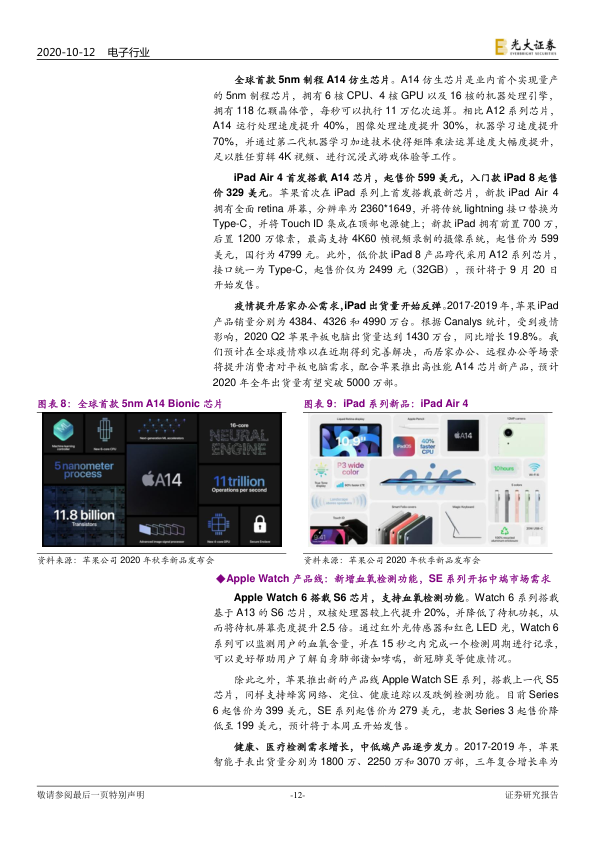 2020-10-12 电子行业
光大证券
EVERBRIGHT SECURITIES
全球首款 5nm 制程 A14 仿生芯片。A14 仿生芯片是业内首个实现量产
的 5nm 制程芯片，拥有 6 核 CPU、4 核 GPU 以及 16 核的机器处理引擎，
拥有 118 亿颗晶体管，每秒可以执行 11 万亿次运算。相比 A12 系列芯片，
A14 运行处理速度提升 40%，图像处理速度提升 30%，机器学习速度提升
70%，并通过第二代机器学习加速技术使得矩阵乘法运算速度大幅度提升，
足以胜任剪辑 4K 视频、进行沉浸式游戏体验等工作。
iPad Air 4 首发搭载 A14 芯片，起售价 599 美元，入门款 iPad 8 起售
价 329 美元。苹果首次在 iPad 系列上首发搭载最新芯片，新款 iPad Air 4
拥有全面 retina 屏幕，分辨率为 2360*1649，并将传统 lightning 接口替换为
Type-C，并将 Touch ID 集成在顶部电源键上；新款 iPad 拥有前置 700 万，
后置 1200 万像素，最高支持 4K60 帧视频录制的摄像系统，起售价为 599
美元，国行为 4799 元。此外，低价款 iPad 8 产品跨代采用 A12 系列芯片，
接口统一为 Type-C，起售价仅为 2499 元（32GB），预计将于 9 月 20 日
开始发售。
疫情提升居家办公需求，iPad 出货量开始反弹。2017-2019 年，苹果 iPad
产品销量分别为 4384、4326 和 4990 万台。根据 Canalys 统计，受到疫情
影响，2020 Q2 苹果平板电脑出货量达到 1430 万台，同比增长 19.8%。我
们预计在全球疫情难以在近期得到完善解决，而居家办公、远程办公等场景
将提升消费者对平板电脑需求，配合苹果推出高性能 A14 芯片新产品，预计
2020 年全年出货量有望突破 5000 万部。
图表 8：全球首款 5nm A14 Bionic 芯片
图表 9：iPad 系列新品：iPad Air 4
16-core
NEURAL
ENGINE
5 nanometer
process
A14
11 trillion
Operations per second
11.8 billion
Transistors
Secure Enclave
10.9"
iPadOS
40%
faster
CPU
P3 wide
color
air
10 hours
Wi-Fi 6
Touch ID
Magic Keyboard
资料来源：苹果公司 2020 年秋季新品发布会
资料来源：苹果公司 2020 年秋季新品发布会
◆Apple Watch 产品线：新增血氧检测功能，SE 系列开拓中端市场需求
Apple Watch 6 搭载 S6 芯片，支持血氧检测功能。Watch 6 系列搭载
基于 A13 的 S6 芯片，双核处理器较上代提升 20%，并降低了待机功耗，从
而将待机屏幕亮度提升 2.5 倍。通过红外光传感器和红色 LED 光，Watch 6
系列可以监测用户的血氧含量，并在 15 秒之内完成一个检测周期进行记录，
可以更好帮助用户了解自身肺部诸如哮喘，新冠肺炎等健康情况。
除此之外，苹果推出新的产品线 Apple Watch SE 系列，搭载上一代 S5
芯片，同样支持蜂窝网络、定位、健康追踪以及跌倒检测功能。目前 Series
6 起售价为 399 美元，SE 系列起售价为 279 美元，老款 Series 3 起售价降
低至 199 美元，预计将于本周五开始发售。
健康、医疗检测需求增长，中低端产品逐步发力。2017-2019 年，苹果
智能手表出货量分别为 1800 万、2250 万和 3070 万部，三年复合增长率为
敬请参阅最后一页特别声明
-12-
证券研究报告